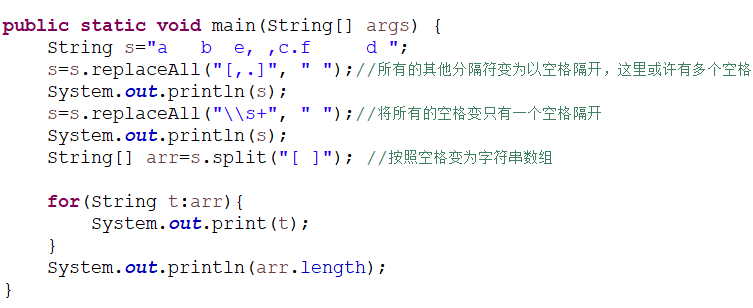 public static void main(String[] args) {
    String s="a   b  e, ,c.f     d ";
    s=s.replaceAll("[,.]", " ");//所有的其他分隔符变为以空格隔开，这里或许有多个空格
    System.out.println(s);
    s=s.replaceAll("\\s+", " ");//将所有的空格变只有一个空格隔开
    System.out.println(s);
    String[] arr=s.split("[ ]"); //按照空格变为字符串数组
    for(String t:arr){
        System.out.print(t);
    }
    System.out.println(arr.length);
}